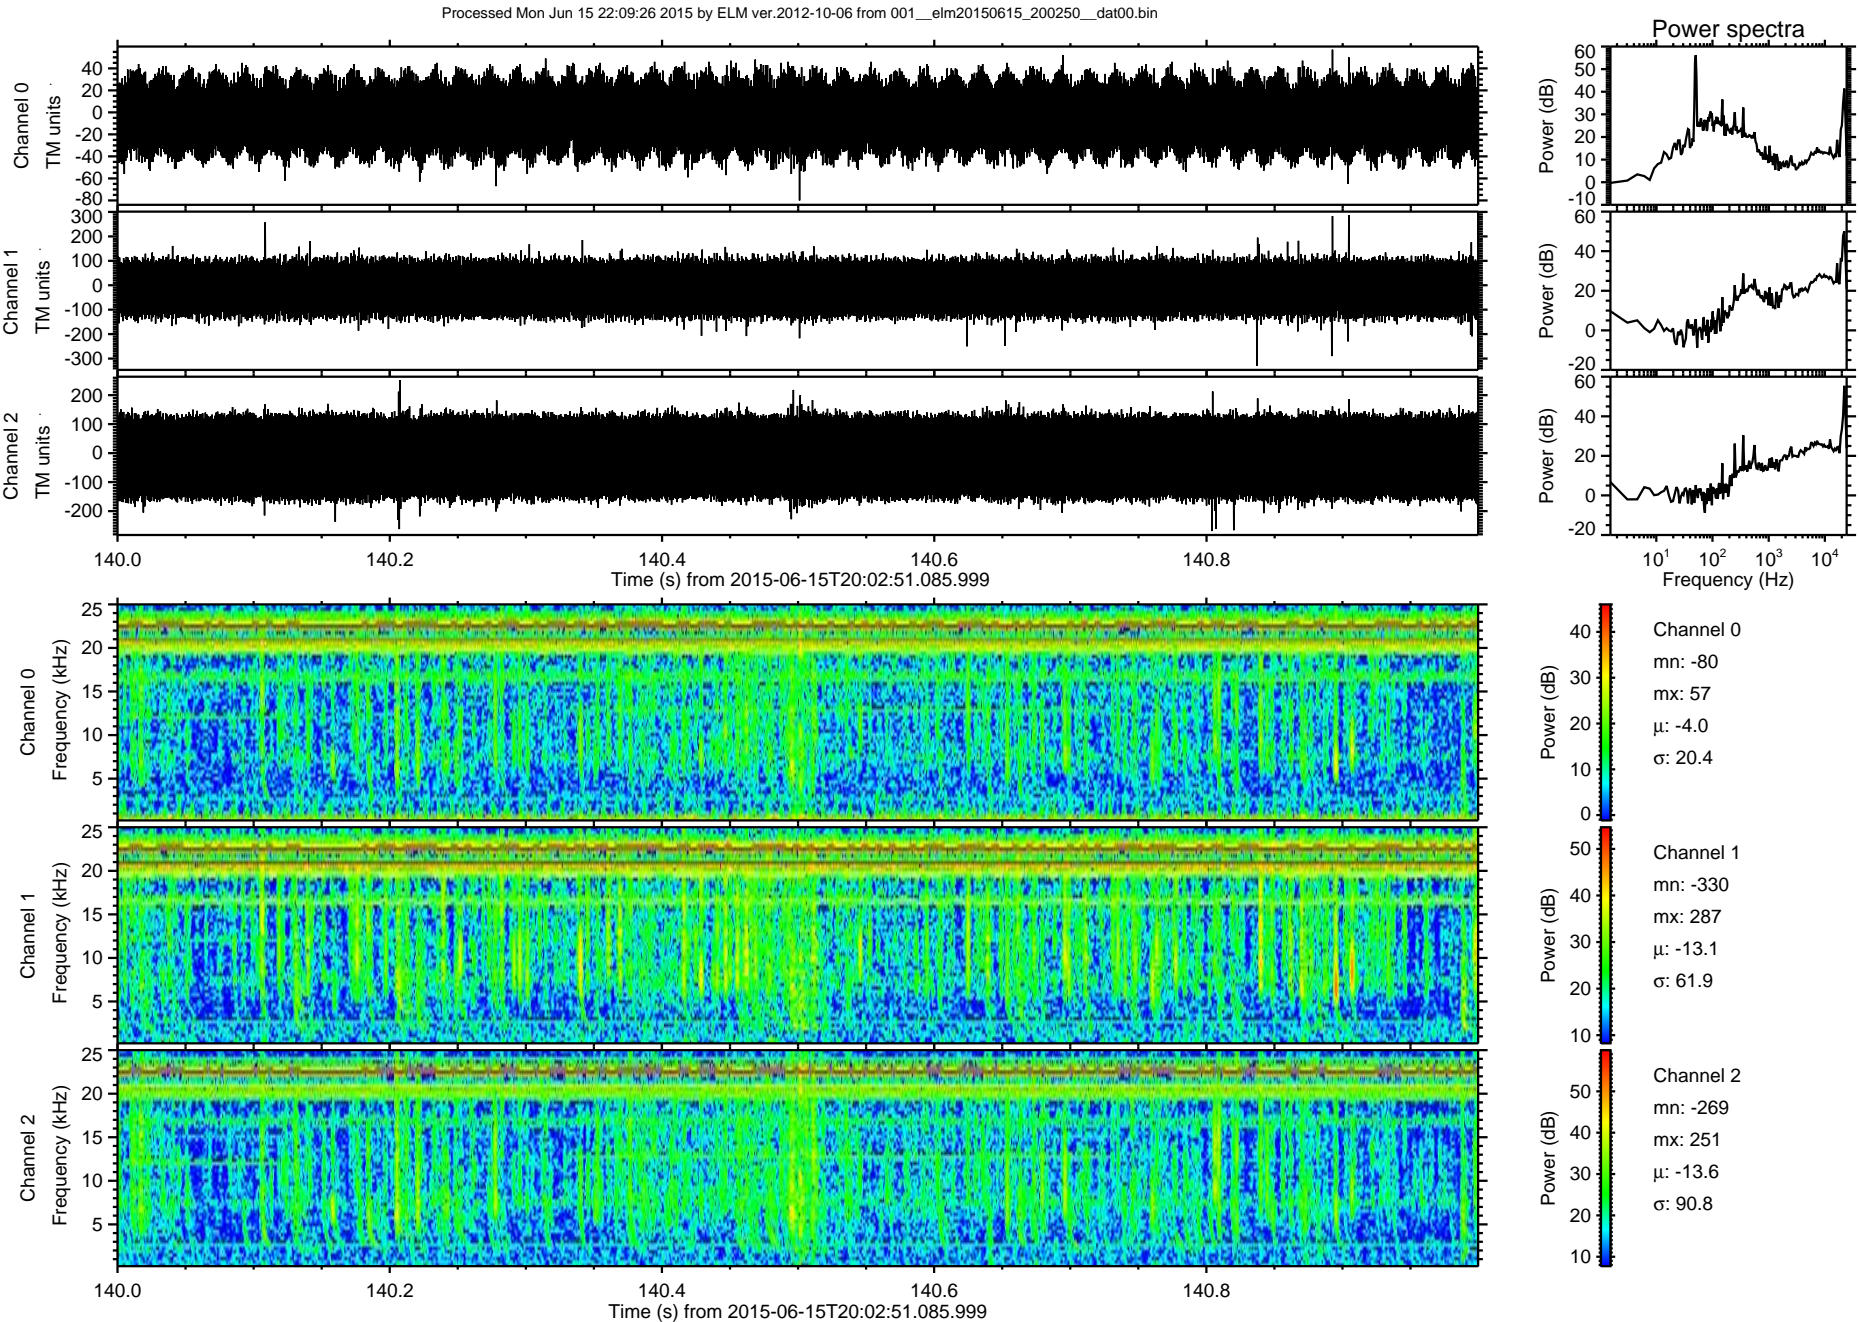 Processed Mon Jun 15 22:09:26 2015 by ELM ver.2012-10-06 from 001__elm20150615_200250__dat00.bin
Power spectra
Channel 0
TM units
40
20
0
-20
-40
-60
-80
Power (dB)
60
50
40
30
20
10
0
-10
Channel 1
TM units
300
200
100
0
-100
-200
-300
Power (dB)
60
40
20
0
-20
Channel 2
TM units
200
100
0
-100
-200
Power (dB)
60
40
20
0
-20
140.0 140.2 140.4 140.6 140.8
Time (s) from 2015-06-15T20:02:51.085.999
10¹ 10² 10³ 10⁴
Frequency (Hz)
Channel 0
Frequency (kHz)
25
20
15
10
5
Power (dB)
40
30
20
10
0
Channel 0
mn: -80
mx: 57
μ: -4.0
σ: 20.4
Channel 1
Frequency (kHz)
25
20
15
10
5
Power (dB)
50
40
30
20
10
Channel 1
mn: -330
mx: 287
μ: -13.1
σ: 61.9
Channel 2
Frequency (kHz)
25
20
15
10
5
Power (dB)
50
40
30
20
10
Channel 2
mn: -269
mx: 251
μ: -13.6
σ: 90.8
140.0 140.2 140.4 140.6 140.8
Time (s) from 2015-06-15T20:02:51.085.999